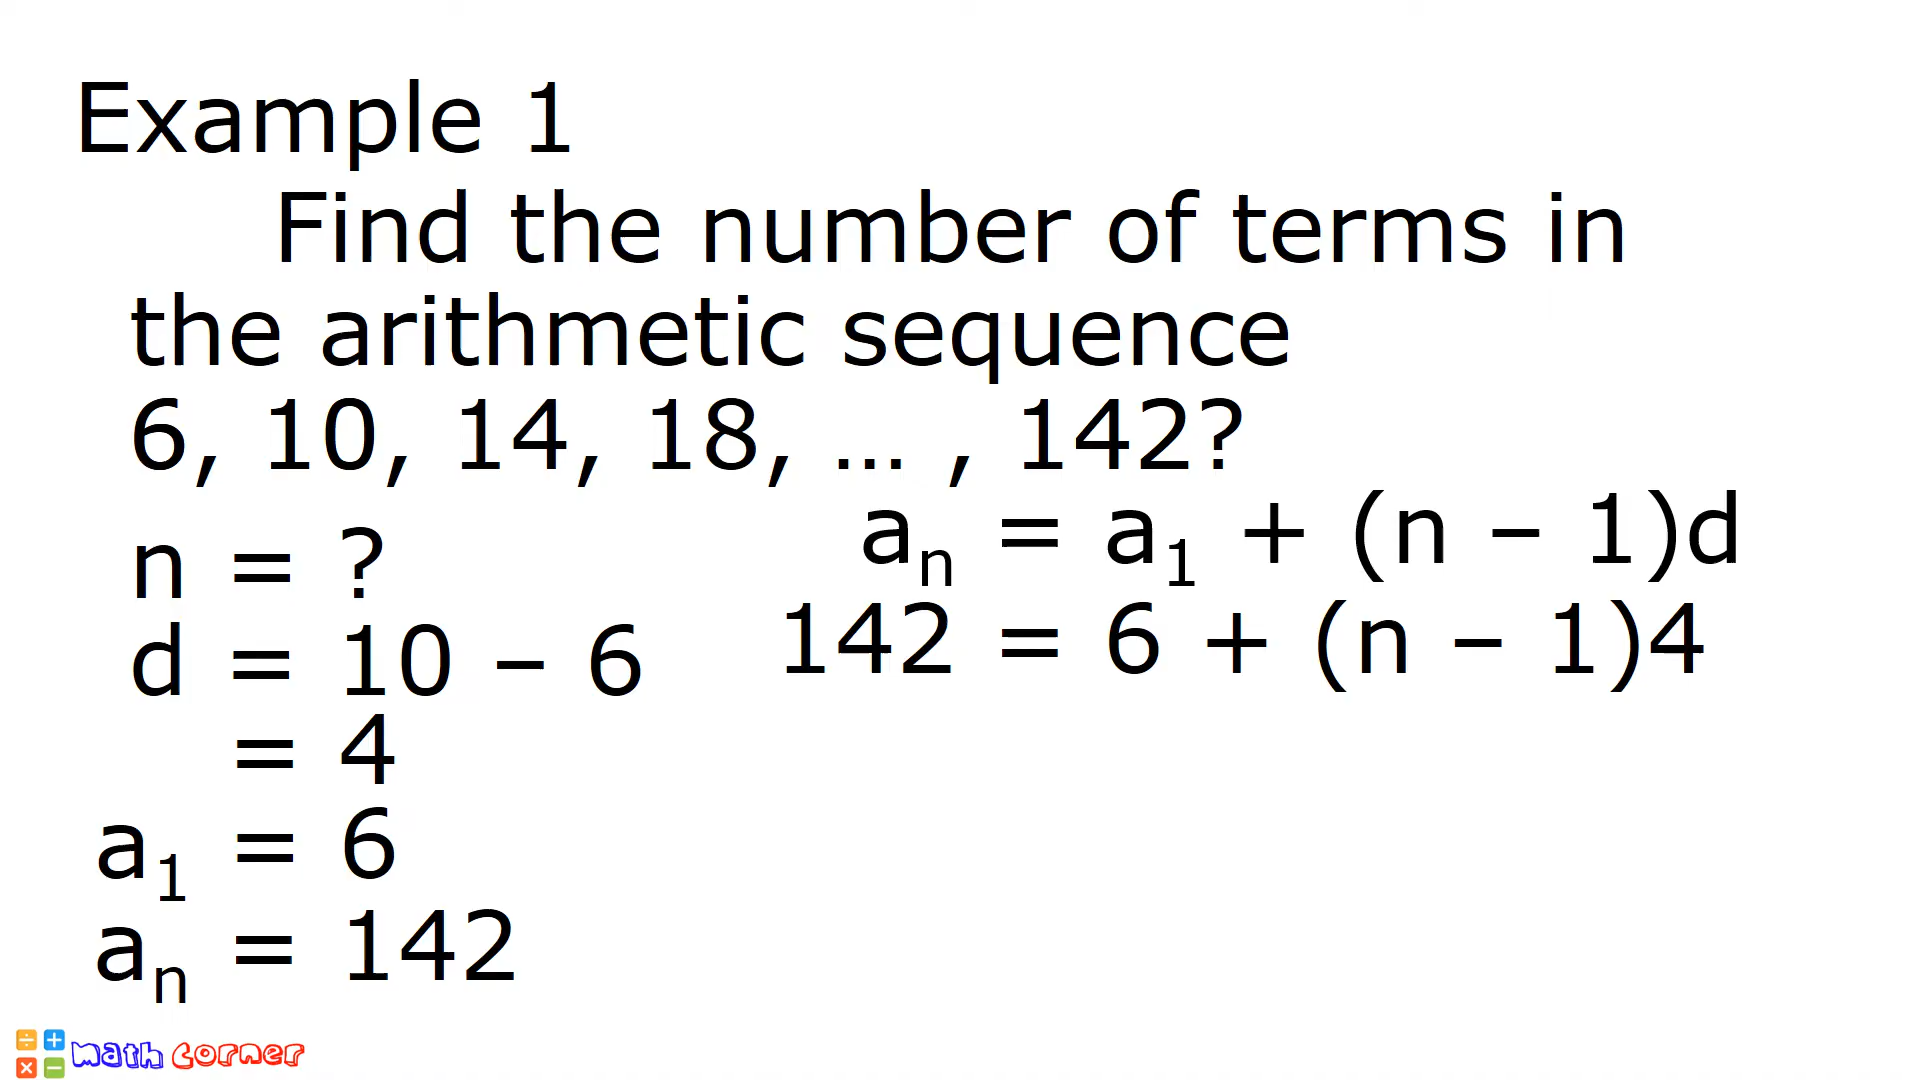 Example 1
Find the number of terms in
the arithmetic sequence
6, 10, 14, 18, … , 142?
n = ?
d = 10 – 6
= 4
a₁ = 6
aₙ = 142
aₙ = a₁ + (n – 1)d
142 = 6 + (n – 1)4
math corner